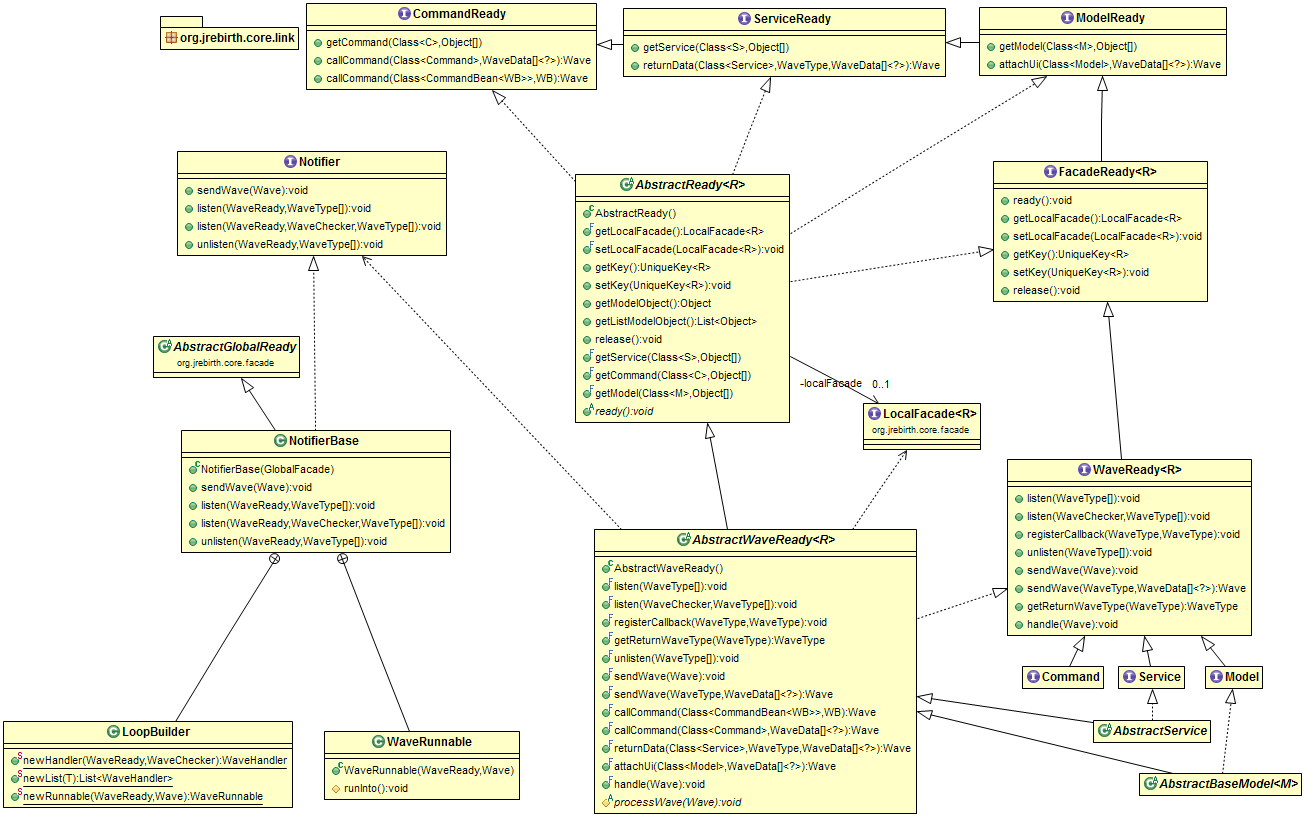 org.jrebirth.core.link
CommandReady
getCommand(Class<C>,Object[])
callCommand(Class<Command>,WaveData[]<?>):Wave
callCommand(Class<CommandBean<WB>>,WB):Wave
ServiceReady
getService(Class<S>,Object[])
returnData(Class<Service>,WaveType,WaveData[]<?>):Wave
ModelReady
getModel(Class<M>,Object[])
attachUi(Class<Model>,WaveData[]<?>):Wave
Notifier
sendWave(Wave):void
listen(WaveReady,WaveType[]):void
listen(WaveReady,WaveChecker,WaveType[]):void
unlisten(WaveReady,WaveType[]):void
AbstractReady<R>
AbstractReady()
getLocalFacade():LocalFacade<R>
setLocalFacade(LocalFacade<R>):void
getKey():UniqueKey<R>
setKey(UniqueKey<R>):void
getModelObject():Object
getListModelObject():List<Object>
release():void
getService(Class<S>,Object[])
getCommand(Class<C>,Object[])
getModel(Class<M>,Object[])
ready():void
FacadeReady<R>
ready():void
getLocalFacade():LocalFacade<R>
setLocalFacade(LocalFacade<R>):void
getKey():UniqueKey<R>
setKey(UniqueKey<R>):void
release():void
AbstractGlobalReady
org.jrebirth.core.facade
-localFacade 0..1
LocalFacade<R>
org.jrebirth.core.facade
NotifierBase
NotifierBase(GlobalFacade)
sendWave(Wave):void
listen(WaveReady,WaveType[]):void
listen(WaveReady,WaveChecker,WaveType[]):void
unlisten(WaveReady,WaveType[]):void
WaveReady<R>
listen(WaveType[]):void
listen(WaveChecker,WaveType[]):void
registerCallback(WaveType,WaveType):void
unlisten(WaveType[]):void
sendWave(Wave):void
sendWave(WaveType,WaveData[]<?>):Wave
getReturnWaveType(WaveType):WaveType
handle(Wave):void
AbstractWaveReady<R>
AbstractWaveReady()
listen(WaveType[]):void
listen(WaveChecker,WaveType[]):void
registerCallback(WaveType,WaveType):void
getReturnWaveType(WaveType):WaveType
unlisten(WaveType[]):void
sendWave(Wave):void
sendWave(WaveType,WaveData[]<?>):Wave
callCommand(Class<CommandBean<WB>>,WB):Wave
callCommand(Class<Command>,WaveData[]<?>):Wave
returnData(Class<Service>,WaveType,WaveData[]<?>):Wave
attachUi(Class<Model>,WaveData[]<?>):Wave
handle(Wave):void
processWave(Wave):void
Command
Service
Model
AbstractService
AbstractBaseModel<M>
LoopBuilder
newHandler(WaveReady,WaveChecker):WaveHandler
newList(T):List<WaveHandler>
newRunnable(WaveReady,Wave):WaveRunnable
WaveRunnable
WaveRunnable(WaveReady,Wave)
runInto():void